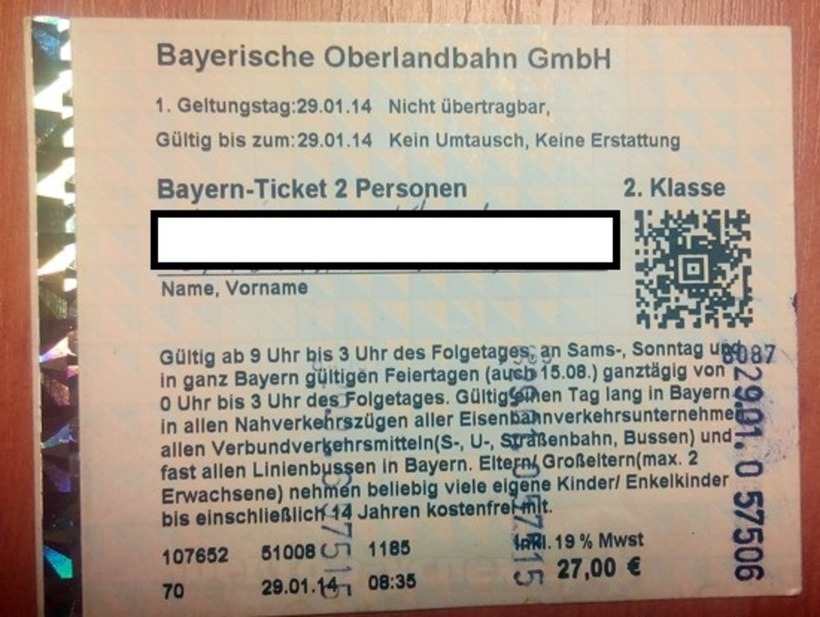 Bayerische Oberlandbahn GmbH
1. Geltungstag:29.01.14 Nicht übertragbar,
Gültig bis zum:29.01.14 Kein Umtausch, Keine Erstattung
Bayern-Ticket 2 Personen 2. Klasse
Name, Vorname
Gültig ab 9 Uhr bis 3 Uhr des Folgetages, an Sams-, Sonntag und
in ganz Bayern gültigen Feiertagen (auch 15.08.) ganztägig von
0 Uhr bis 3 Uhr des Folgetages. Gültig einen Tag lang in Bayern
in allen Nahverkehrszügen aller Eisenbahnverkehrsunternehmen
allen Verbundverkehrsmitteln(S-, U-, Straßenbahn, Bussen) und
fast allen Linienbussen in Bayern. Eltern/ Großeltern(max. 2
Erwachsene) nehmen beliebig viele eigene Kinder/ Enkelkinder
bis einschließlich 14 Jahren kostenfrei mit.
107652 51008 1185 Inkl. 19 % Mwst
70 29.01.14 08:35 27,00 €
8087
29.01. 0 57506